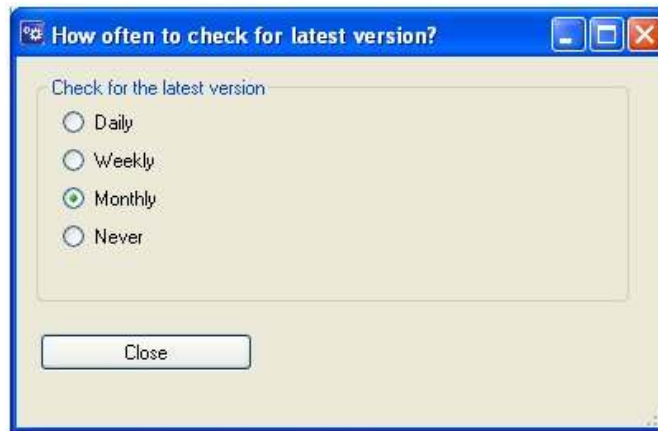 How often to check for latest version?
Check for the latest version
Daily
Weekly
Monthly
Never
Close